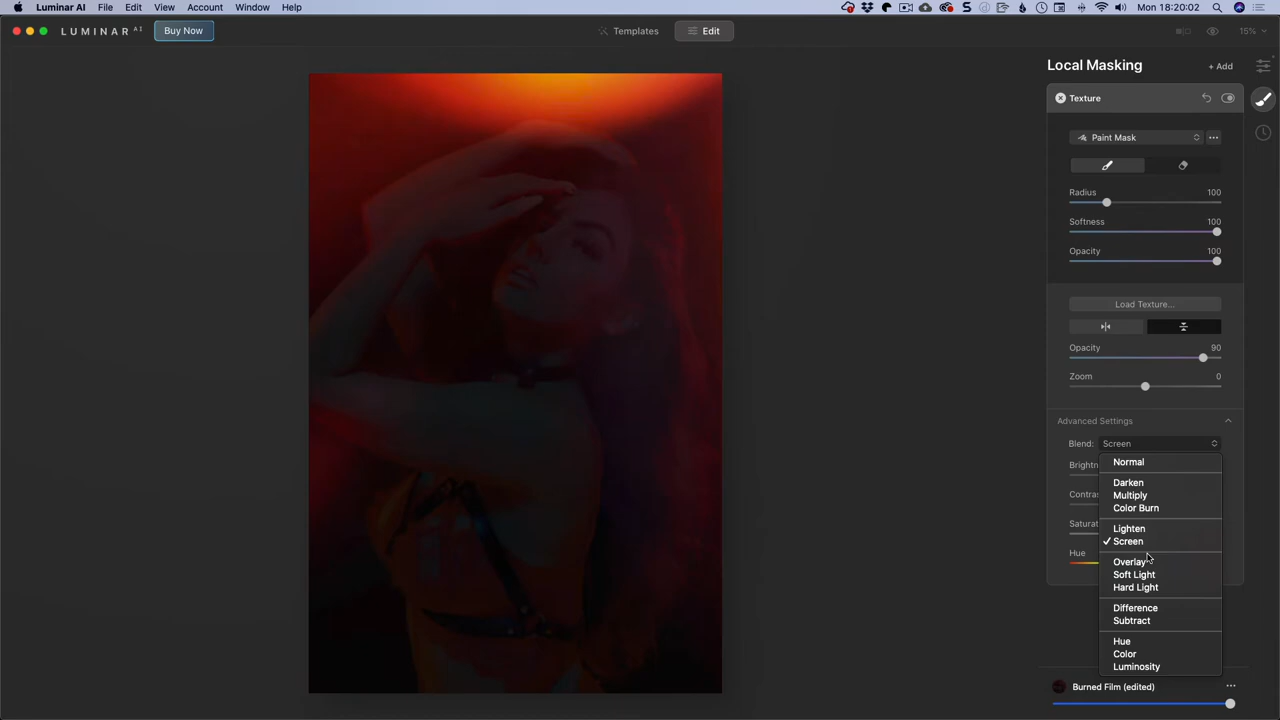 Luminar AI File Edit View Account Window Help Mon 18:20:02
LUMINAR AI Buy Now Templates Edit 15%
Local Masking + Add
Texture
Paint Mask
Radius 100
Softness 100
Opacity 100
Load Texture...
Opacity 90
Zoom 0
Advanced Settings
Blend: Screen
Normal
Brightn
Darken
Contra
Multiply
Color Burn
Saturat
Lighten
Screen
Hue
Overlay
Soft Light
Hard Light
Difference
Subtract
Hue
Color
Luminosity
Burned Film (edited)